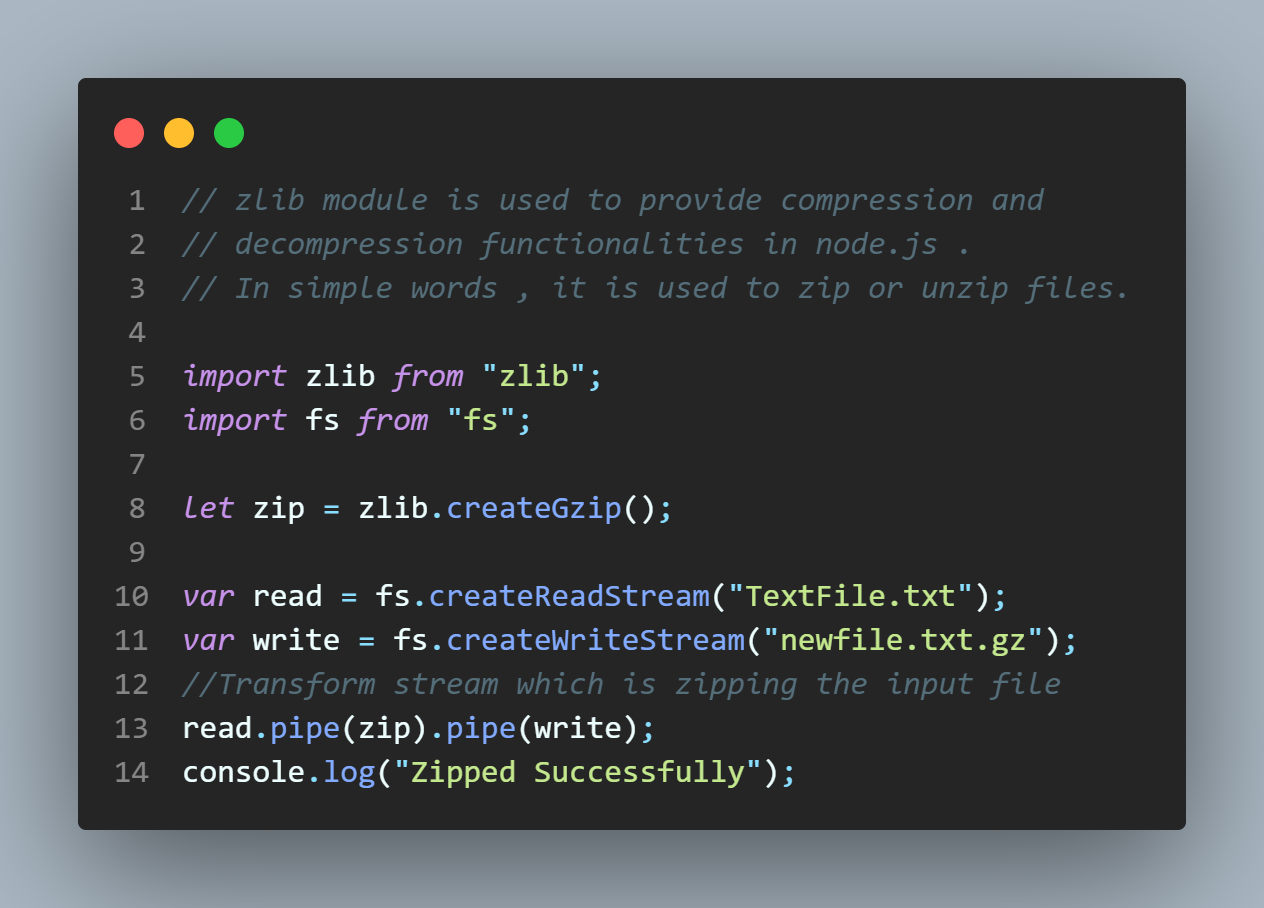 1 // zlib module is used to provide compression and
2 // decompression functionalities in node.js .
3 // In simple words , it is used to zip or unzip files.
4
5 import zlib from "zlib";
6 import fs from "fs";
7
8 let zip = zlib.createGzip();
9
10 var read = fs.createReadStream("TextFile.txt");
11 var write = fs.createWriteStream("newfile.txt.gz");
12 //Transform stream which is zipping the input file
13 read.pipe(zip).pipe(write);
14 console.log("Zipped Successfully");